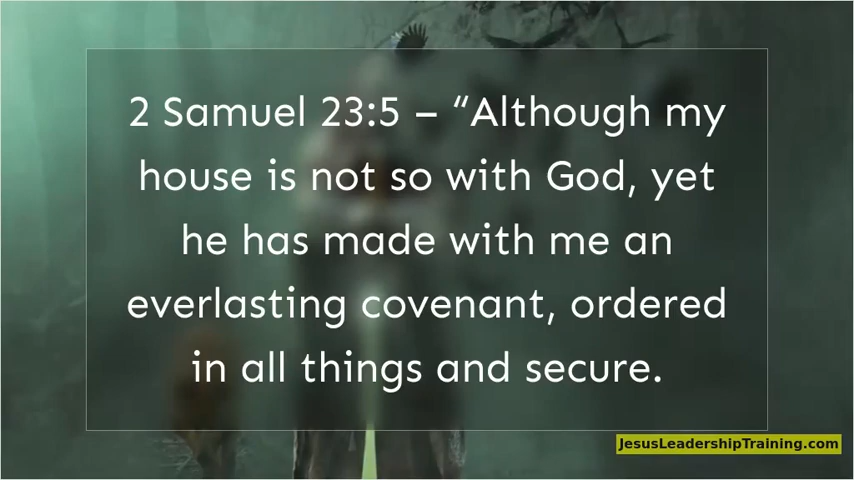 2 Samuel 23:5 – “Although my
house is not so with God, yet
he has made with me an
everlasting covenant, ordered
in all things and secure.
JesusLeadershipTraining.com